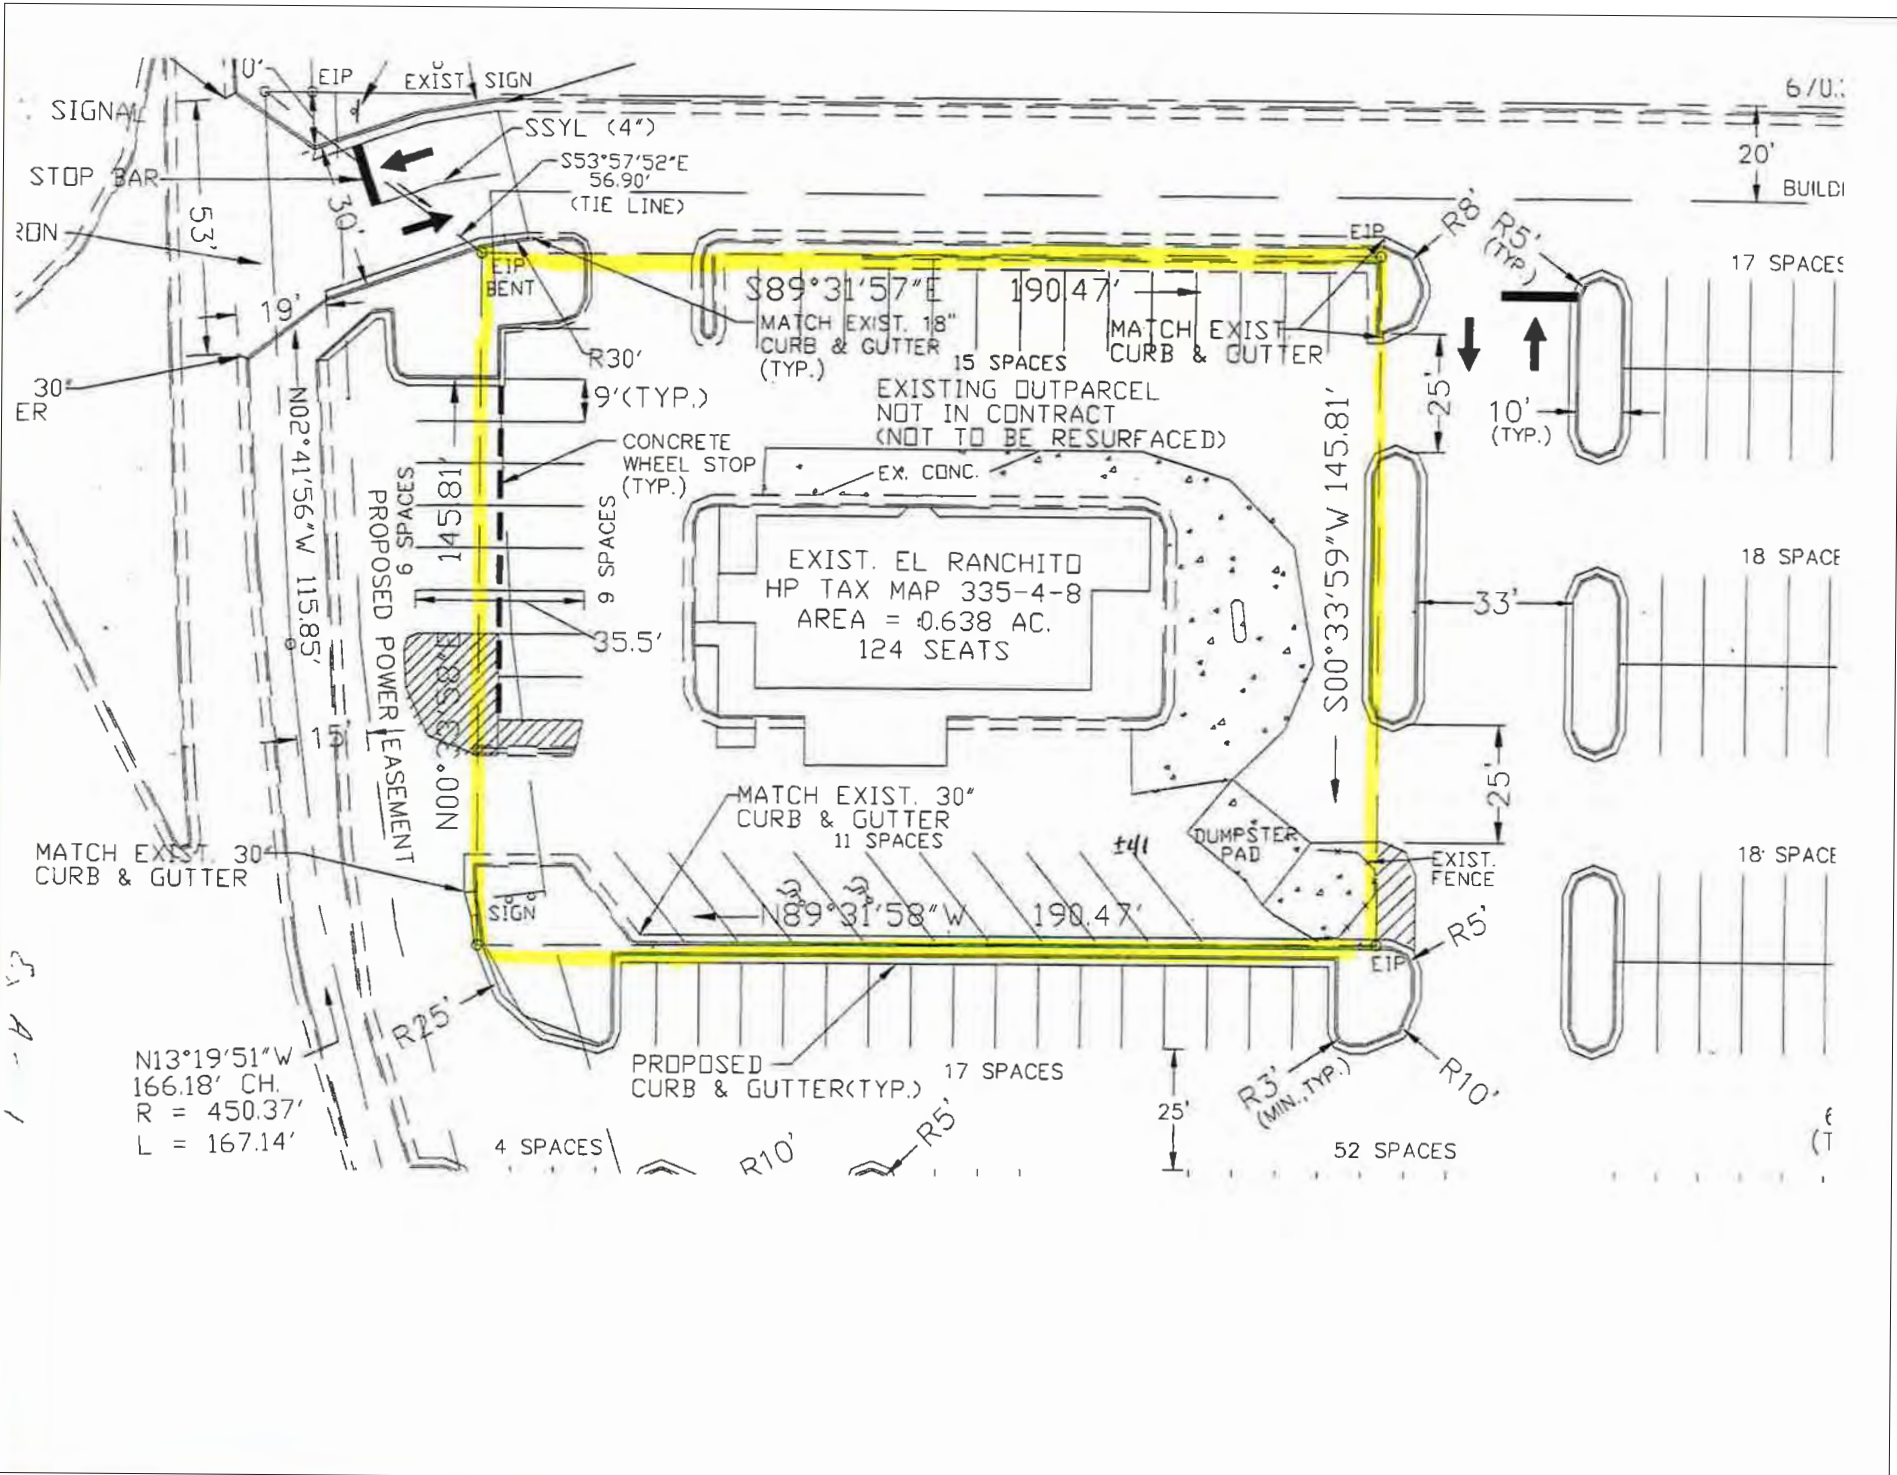 0'
EIP
EXIST SIGN
SIGNAL
SSYL (4")
20'
STOP BAR
S53°57'52"E
56.90'
(TIE LINE)
BUILDI
53'
30'
RON
EIP
R8'
R5'
(TYP.)
17 SPACES
EIP
BENT
S89°31'57"E 190.47'
19'
MATCH EXIST. 18"
CURB & GUTTER
(TYP.)
MATCH EXIST.
CURB & GUTTER
R30'
15 SPACES
30"
ER
9'(TYP.)
EXISTING OUTPARCEL
NOT IN CONTRACT
(NOT TO BE RESURFACED)
25'
10'
(TYP.)
N02°41'56"W 115.85'
CONCRETE
WHEEL STOP
(TYP.)
EX. CONC.
9 SPACES
PROPOSED POWER EASEMENT
145.81'
N00°33'58"E
9 SPACES
S00°33'59"W 145.81'
EXIST. EL RANCHITO
HP TAX MAP 335-4-8
AREA = 0.638 AC.
124 SEATS
18 SPACE
33'
35.5'
15'
25'
MATCH EXIST. 30"
CURB & GUTTER
11 SPACES
±41
DUMPSTER
PAD
MATCH EXIST. 30"
CURB & GUTTER
EXIST.
FENCE
18 SPACE
SIGN
N89°31'58"W 190.47'
R5'
EIP
R25'
N13°19'51"W
166.18' CH.
R = 450.37'
L = 167.14'
PROPOSED
CURB & GUTTER(TYP.)
17 SPACES
R3'
(MIN.,TYP.)
R10'
25'
4 SPACES
R10'
R5'
52 SPACES
(T